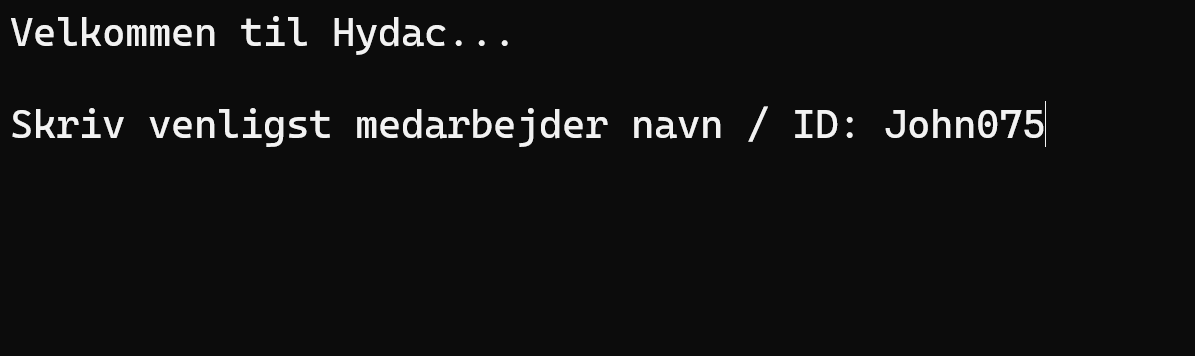 Velkommen til Hydac...
Skriv venligst medarbejder navn / ID: John075